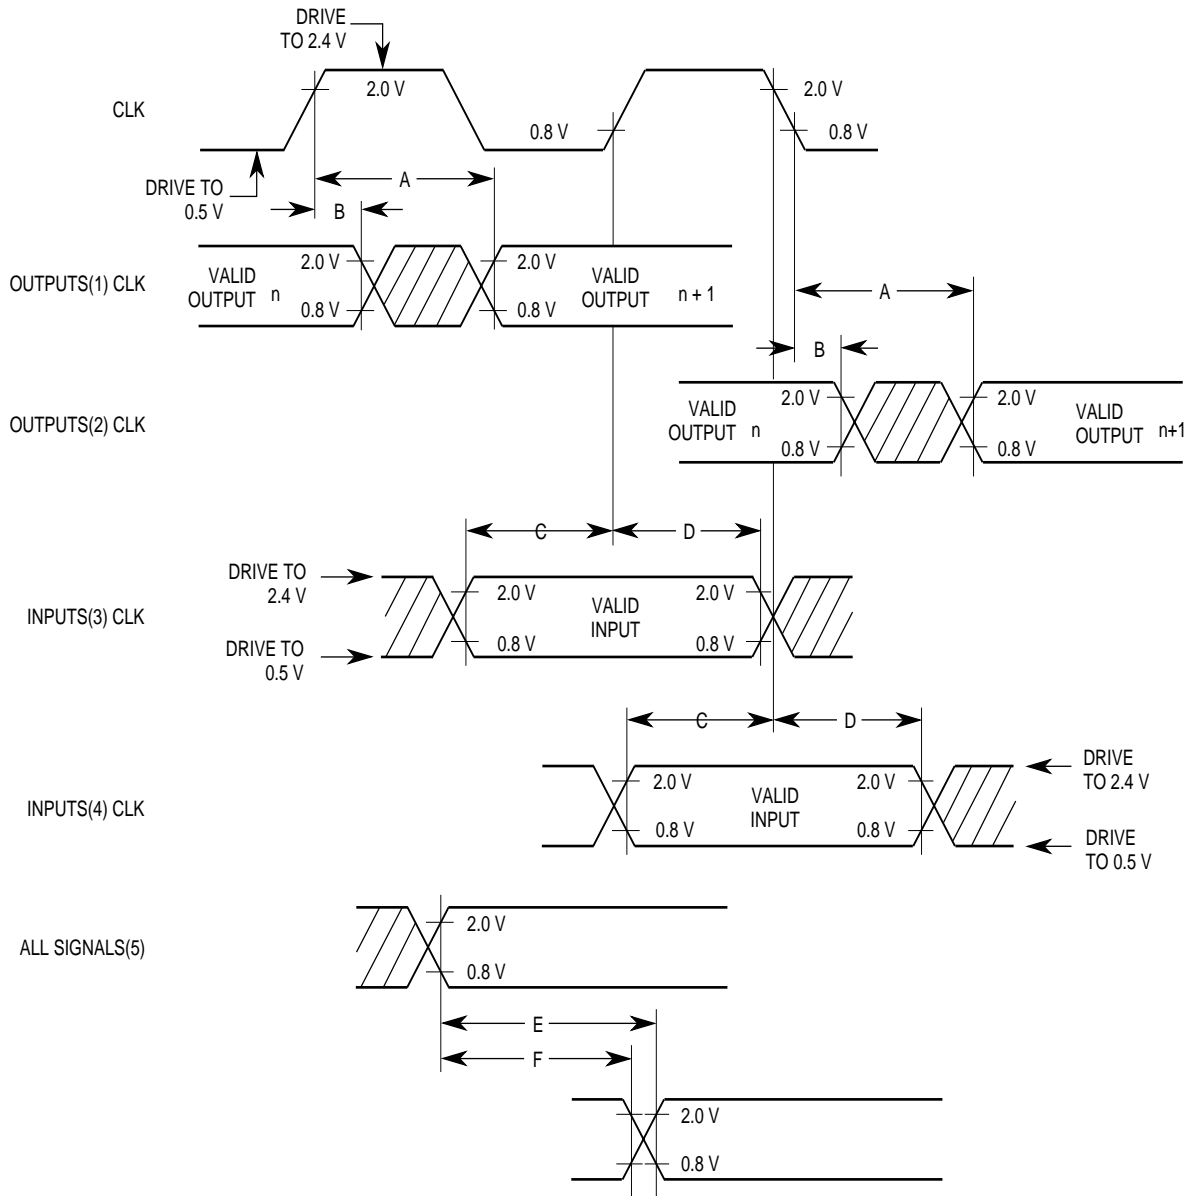 DRIVE
TO 2.4 V
2.0 V
2.0 V
CLK
0.8 V
0.8 V
DRIVE TO
0.5 V
A
B
OUTPUTS(1) CLK
VALID
OUTPUT n
2.0 V
0.8 V
2.0 V
0.8 V
VALID
OUTPUT n + 1
A
B
OUTPUTS(2) CLK
VALID
OUTPUT n
2.0 V
0.8 V
2.0 V
0.8 V
VALID
OUTPUT n+1
C
D
DRIVE TO
2.4 V
INPUTS(3) CLK
DRIVE TO
0.5 V
2.0 V
0.8 V
VALID
INPUT
2.0 V
0.8 V
C
D
INPUTS(4) CLK
2.0 V
0.8 V
VALID
INPUT
2.0 V
0.8 V
DRIVE
TO 2.4 V
DRIVE
TO 0.5 V
ALL SIGNALS(5)
2.0 V
0.8 V
E
F
2.0 V
0.8 V